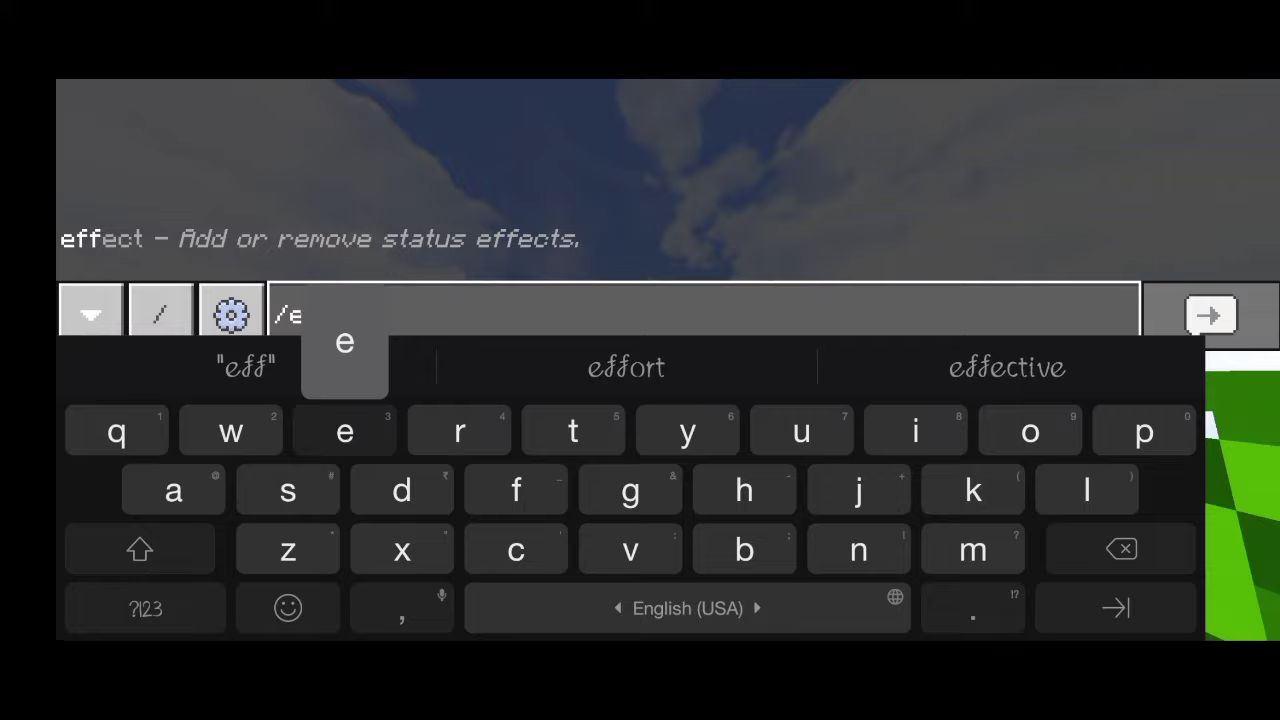 effect – Add or remove status effects.
/ /e
e
"eff" effort effective
q 1 w 2 e 3 r 4 t 5 y 6 u 7 i 8 o 9 p 0
a @ s # d ₹ f _ g & h - j + k ( l )
z * x " c ' v : b ; n ! m ?
?123 , English (USA) . !?